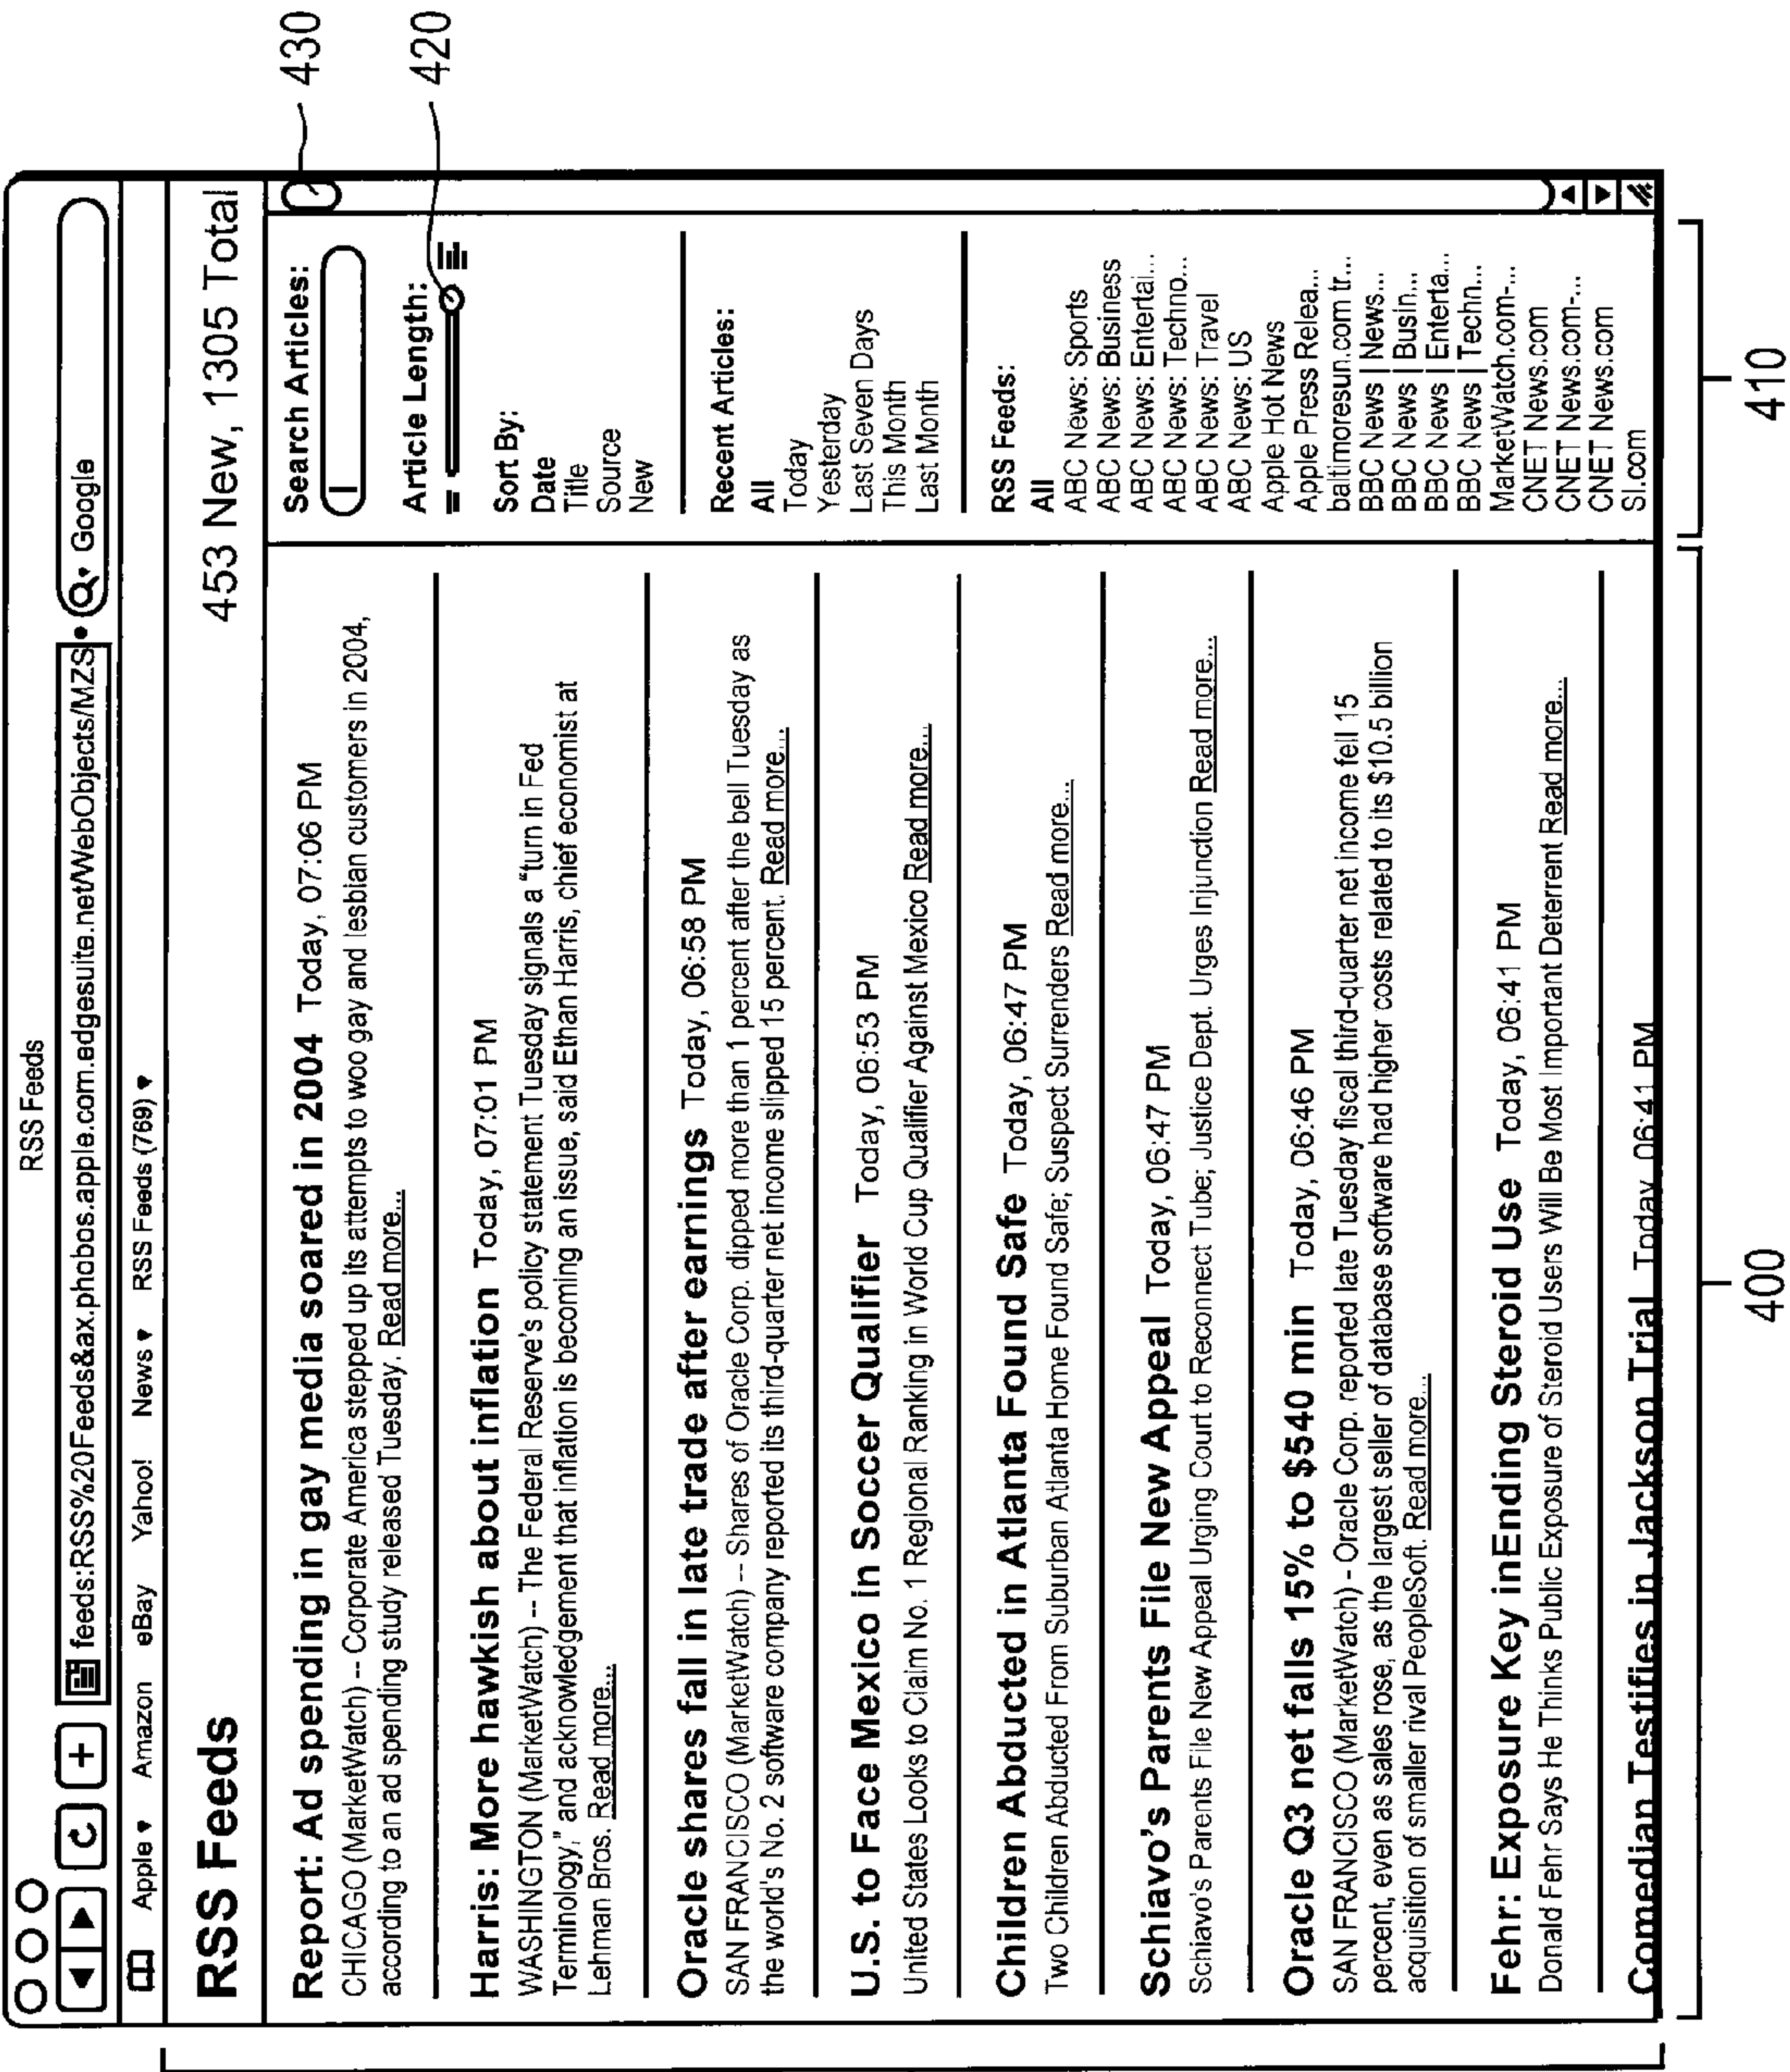 RSS Feeds
feeds:RSS%20Feeds&ax.phobos.apple.com.edgesuite.net/WebObjects/MZS
Google
Apple Amazon eBay Yahoo! News RSS Feeds (769)
RSS Feeds
453 New, 1305 Total
Report: Ad spending in gay media soared in 2004 Today, 07:06 PM
CHICAGO (MarketWatch) -- Corporate America stepped up its attempts to woo gay and lesbian customers in 2004,
according to an ad spending study released Tuesday. Read more...
Harris: More hawkish about inflation Today, 07:01 PM
WASHINGTON (MarketWatch) -- The Federal Reserve's policy statement Tuesday signals a "turn in Fed
Terminology," and acknowledgement that inflation is becoming an issue, said Ethan Harris, chief economist at
Lehman Bros. Read more...
Oracle shares fall in late trade after earnings Today, 06:58 PM
SAN FRANCISCO (MarketWatch) -- Shares of Oracle Corp. dipped more than 1 percent after the bell Tuesday as
the world's No. 2 software company reported its third-quarter net income slipped 15 percent. Read more...
U.S. to Face Mexico in Soccer Qualifier Today, 06:53 PM
United States Looks to Claim No. 1 Regional Ranking in World Cup Qualifier Against Mexico Read more...
Children Abducted in Atlanta Found Safe Today, 06:47 PM
Two Children Abducted From Suburban Atlanta Home Found Safe; Suspect Surrenders Read more...
Schiavo's Parents File New Appeal Today, 06:47 PM
Schiavo's Parents File New Appeal Urging Court to Reconnect Tube; Justice Dept. Urges Injunction Read more...
Oracle Q3 net falls 15% to $540 min Today, 06:46 PM
SAN FRANCISCO (MarketWatch) - Oracle Corp. reported late Tuesday fiscal third-quarter net income fell 15
percent, even as sales rose, as the largest seller of database software had higher costs related to its $10.5 billion
acquisition of smaller rival PeopleSoft. Read more...
Fehr: Exposure Key inEnding Steroid Use Today, 06:41 PM
Donald Fehr Says He Thinks Public Exposure of Steroid Users Will Be Most Important Deterrent Read more...
Comedian Testifies in Jackson Trial Today 06:41 PM
Search Articles:
Article Length:
Sort By:
Date
Title
Source
New
Recent Articles:
All
Today
Yesterday
Last Seven Days
This Month
Last Month
RSS Feeds:
All
ABC News: Sports
ABC News: Business
ABC News: Entertai...
ABC News: Techno...
ABC News: Travel
ABC News: US
Apple Hot News
Apple Press Relea...
baltimoresun.com tr...
BBC News | News...
BBC News | Busin...
BBC News | Enterta...
BBC News | Techn...
MarketWatch.com-...
CNET News.com
CNET News.com-...
CNET News.com
SI.com
430
420
400
410